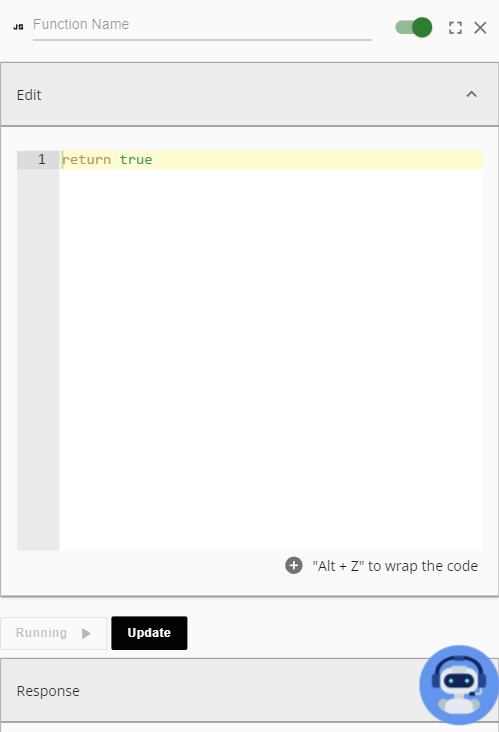 JS Function Name
Edit
1 return true
"Alt + Z" to wrap the code
Running Update
Response